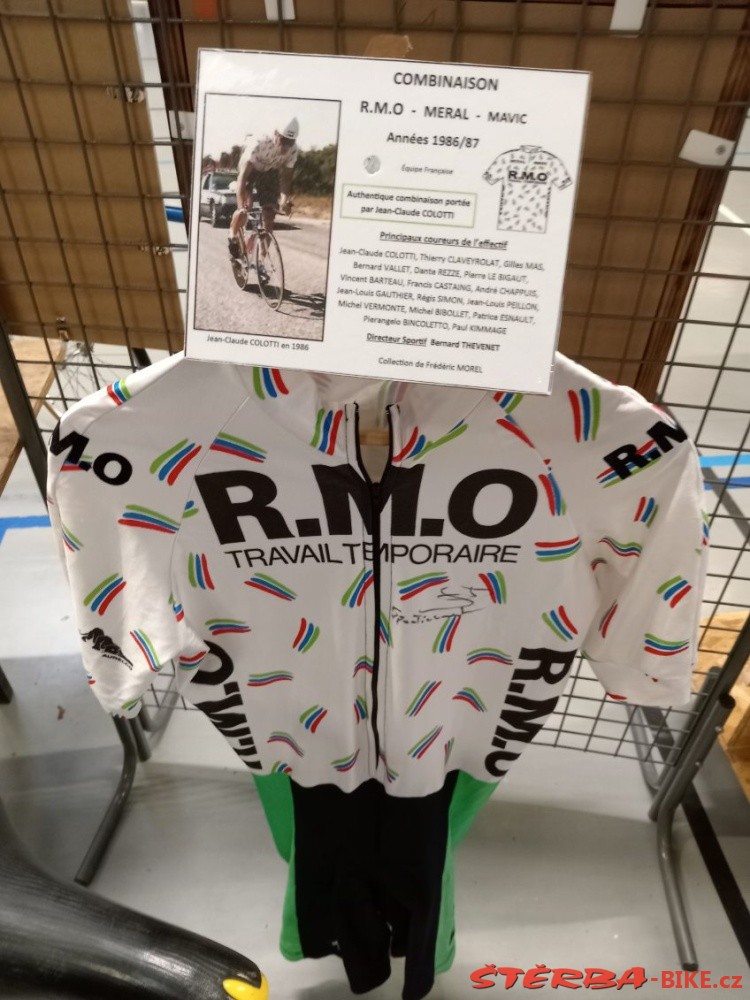 COMBINAISON
R.M.O - MERAL - MAVIC
Années 1986/87
Équipe Française
R.M.O
Authentique combinaison portée
par Jean-Claude COLOTTI
Principaux coureurs de l'effectif
Jean-Claude COLOTTI, Thierry CLAVEYROLAT, Gilles MAS,
Bernard VALLET, Dante REZZE, Pierre LE BIGAUT,
Vincent BARTEAU, Francis CASTAING, André CHAPPUIS,
Jean-Louis GAUTHIER, Régis SIMON, Jean-Louis PEILLON,
Michel VERMONTE, Michel BIBOLLET, Patrice ESNAULT,
Pierangelo BINCOLETTO, Paul KIMMAGE
Directeur Sportif Bernard THEVENET
Collection de Frédéric MOREL
Jean-Claude COLOTTI en 1986
M.O
R.M
R.M.O
TRAVAIL TEMPORAIRE
O.W.
R.M.O
ŠTĚRBA-BIKE.cz